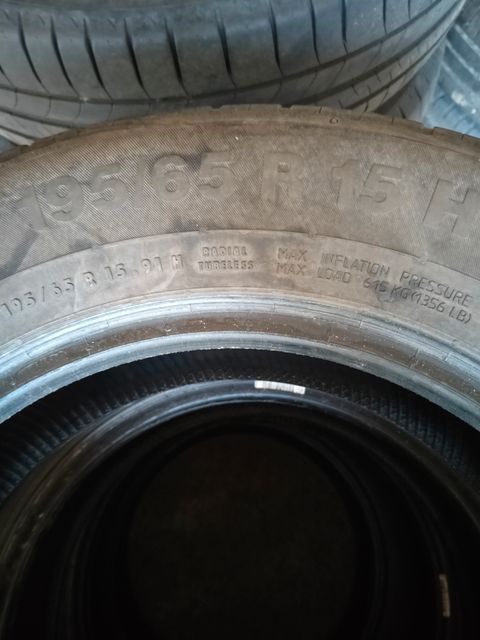 195/65 R 15 H
195/65 R 15 91 H RADIAL TUBELESS MAX INFLATION PRESSURE
MAX LOAD 615 KG (1356 LB)